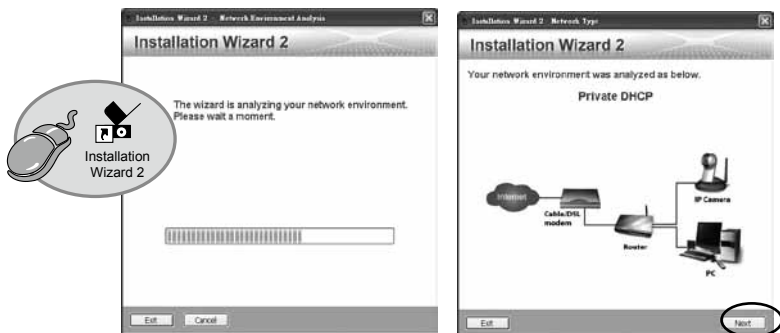 Installation Wizard 2 - Network Environment Analysis
Installation Wizard 2
The wizard is analyzing your network environment.
Please wait a moment.
Installation
Wizard 2
Exit
Cancel
Installation Wizard 2 - Network Type
Installation Wizard 2
Your network environment was analyzed as below.
Private DHCP
Internet
Cable/DSL
modem
Router
IP Camera
PC
Exit
Next